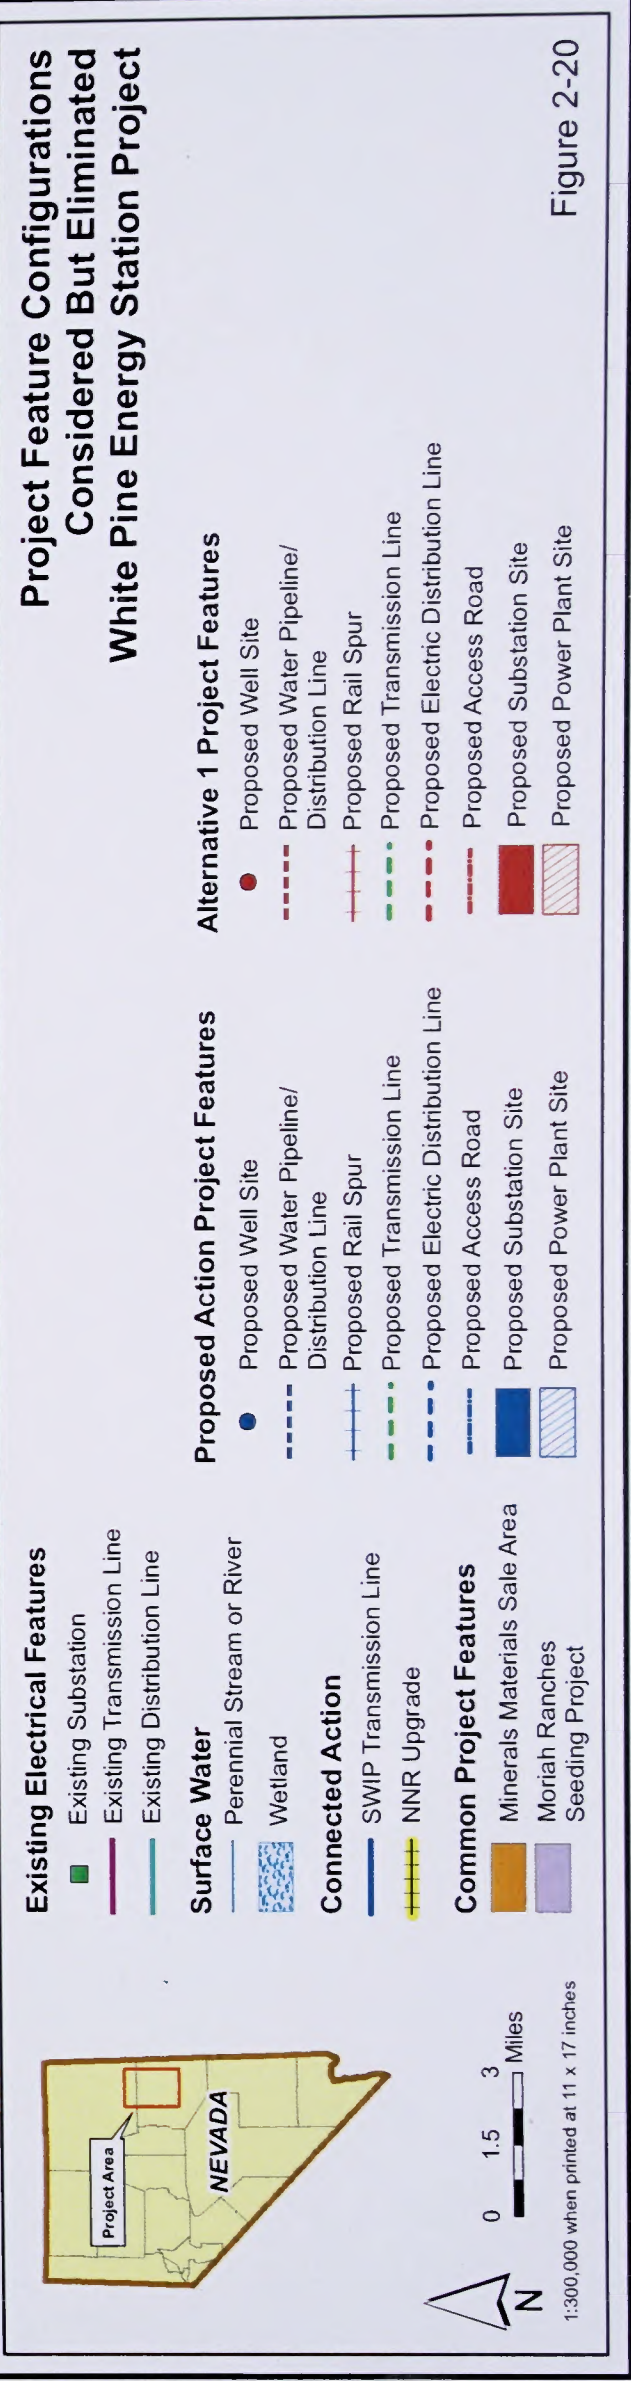 Project Area
NEVADA
N
0 1.5 3
Miles
1:300,000 when printed at 11 x 17 inches
Existing Electrical Features
Existing Substation
Existing Transmission Line
Existing Distribution Line
Surface Water
Perennial Stream or River
Wetland
Connected Action
SWIP Transmission Line
NNR Upgrade
Common Project Features
Minerals Materials Sale Area
Moriah Ranches
Seeding Project
Proposed Action Project Features
Proposed Well Site
Proposed Water Pipeline/
Distribution Line
Proposed Rail Spur
Proposed Transmission Line
Proposed Electric Distribution Line
Proposed Access Road
Proposed Substation Site
Proposed Power Plant Site
Alternative 1 Project Features
Proposed Well Site
Proposed Water Pipeline/
Distribution Line
Proposed Rail Spur
Proposed Transmission Line
Proposed Electric Distribution Line
Proposed Access Road
Proposed Substation Site
Proposed Power Plant Site
Project Feature Configurations
Considered But Eliminated
White Pine Energy Station Project
Figure 2-20